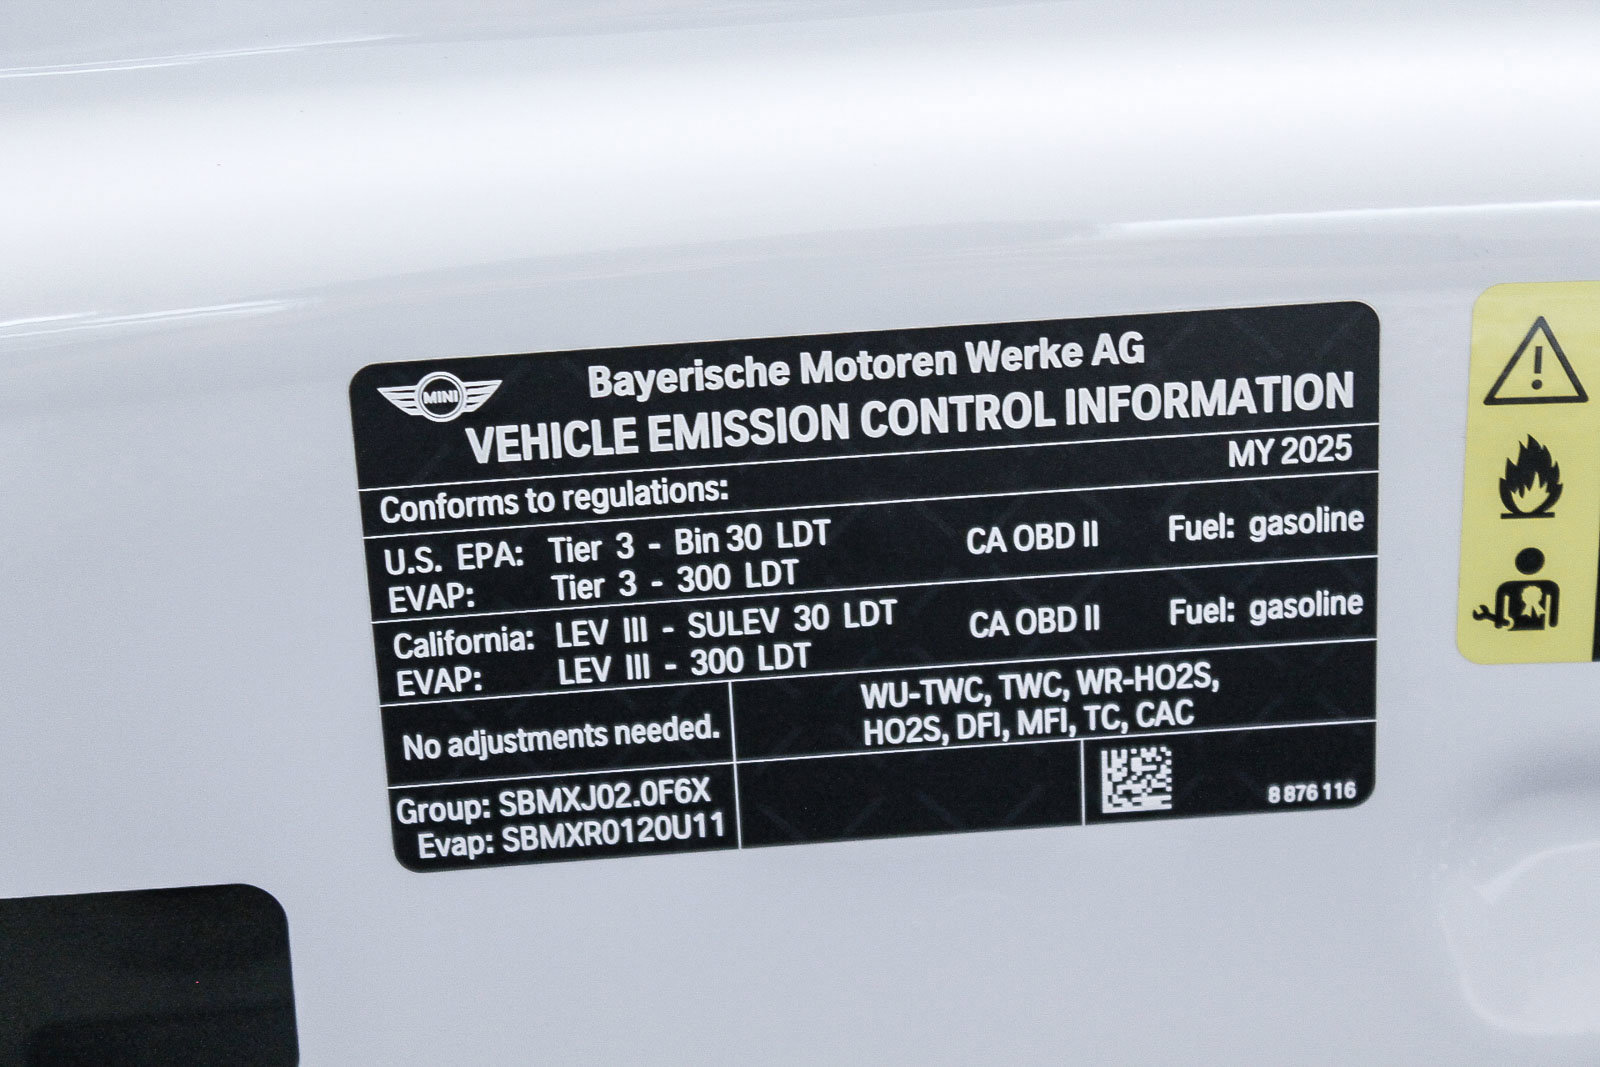 MINI
Bayerische Motoren Werke AG
VEHICLE EMISSION CONTROL INFORMATION
MY 2025
Conforms to regulations:
U.S. EPA: Tier 3 - Bin 30 LDT CA OBD II Fuel: gasoline
EVAP: Tier 3 - 300 LDT
California: LEV III - SULEV 30 LDT CA OBD II Fuel: gasoline
EVAP: LEV III - 300 LDT
No adjustments needed.
WU-TWC, TWC, WR-HO2S,
HO2S, DFI, MFI, TC, CAC
Group: SBMXJ02.0F6X
Evap: SBMXR0120U11
8 876 116